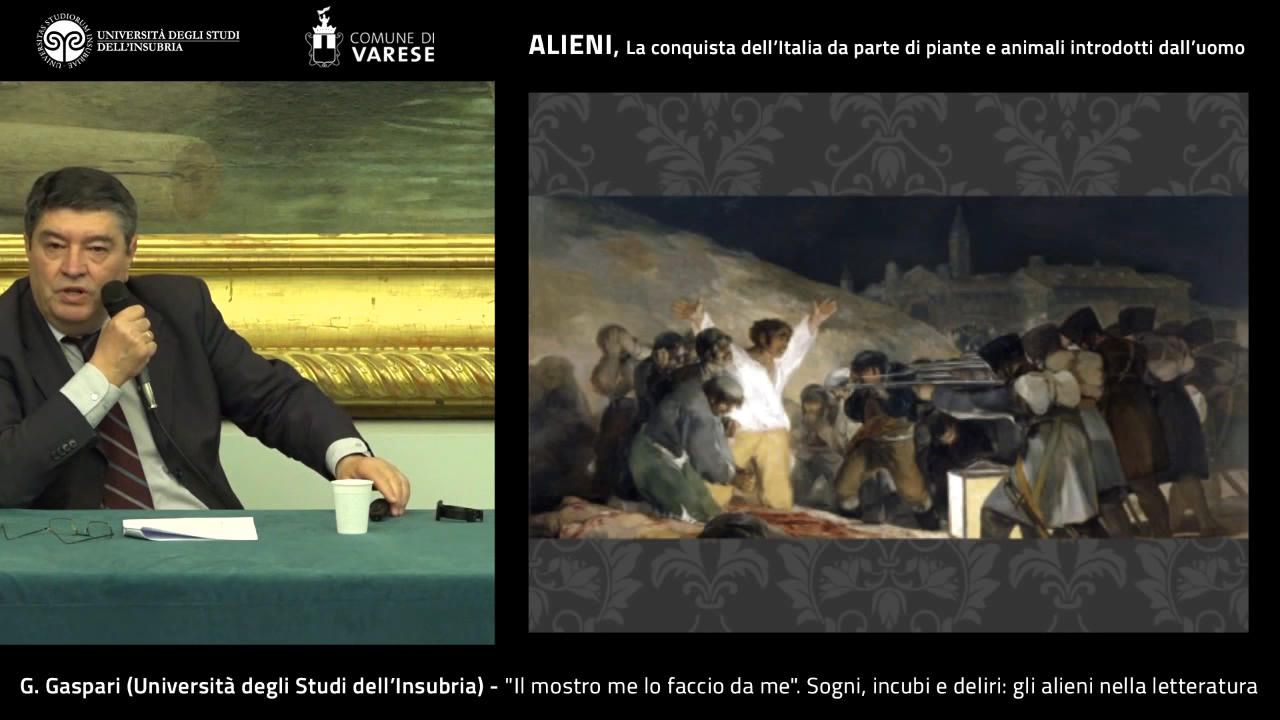 UNIVERSITÀ DEGLI STUDI
DELL'INSUBRIA
COMUNE DI
VARESE
ALIENI, La conquista dell'Italia da parte di piante e animali introdotti dall'uomo
G. Gaspari (Università degli Studi dell'Insubria) - "Il mostro me lo faccio da me". Sogni, incubi e deliri: gli alieni nella letteratura